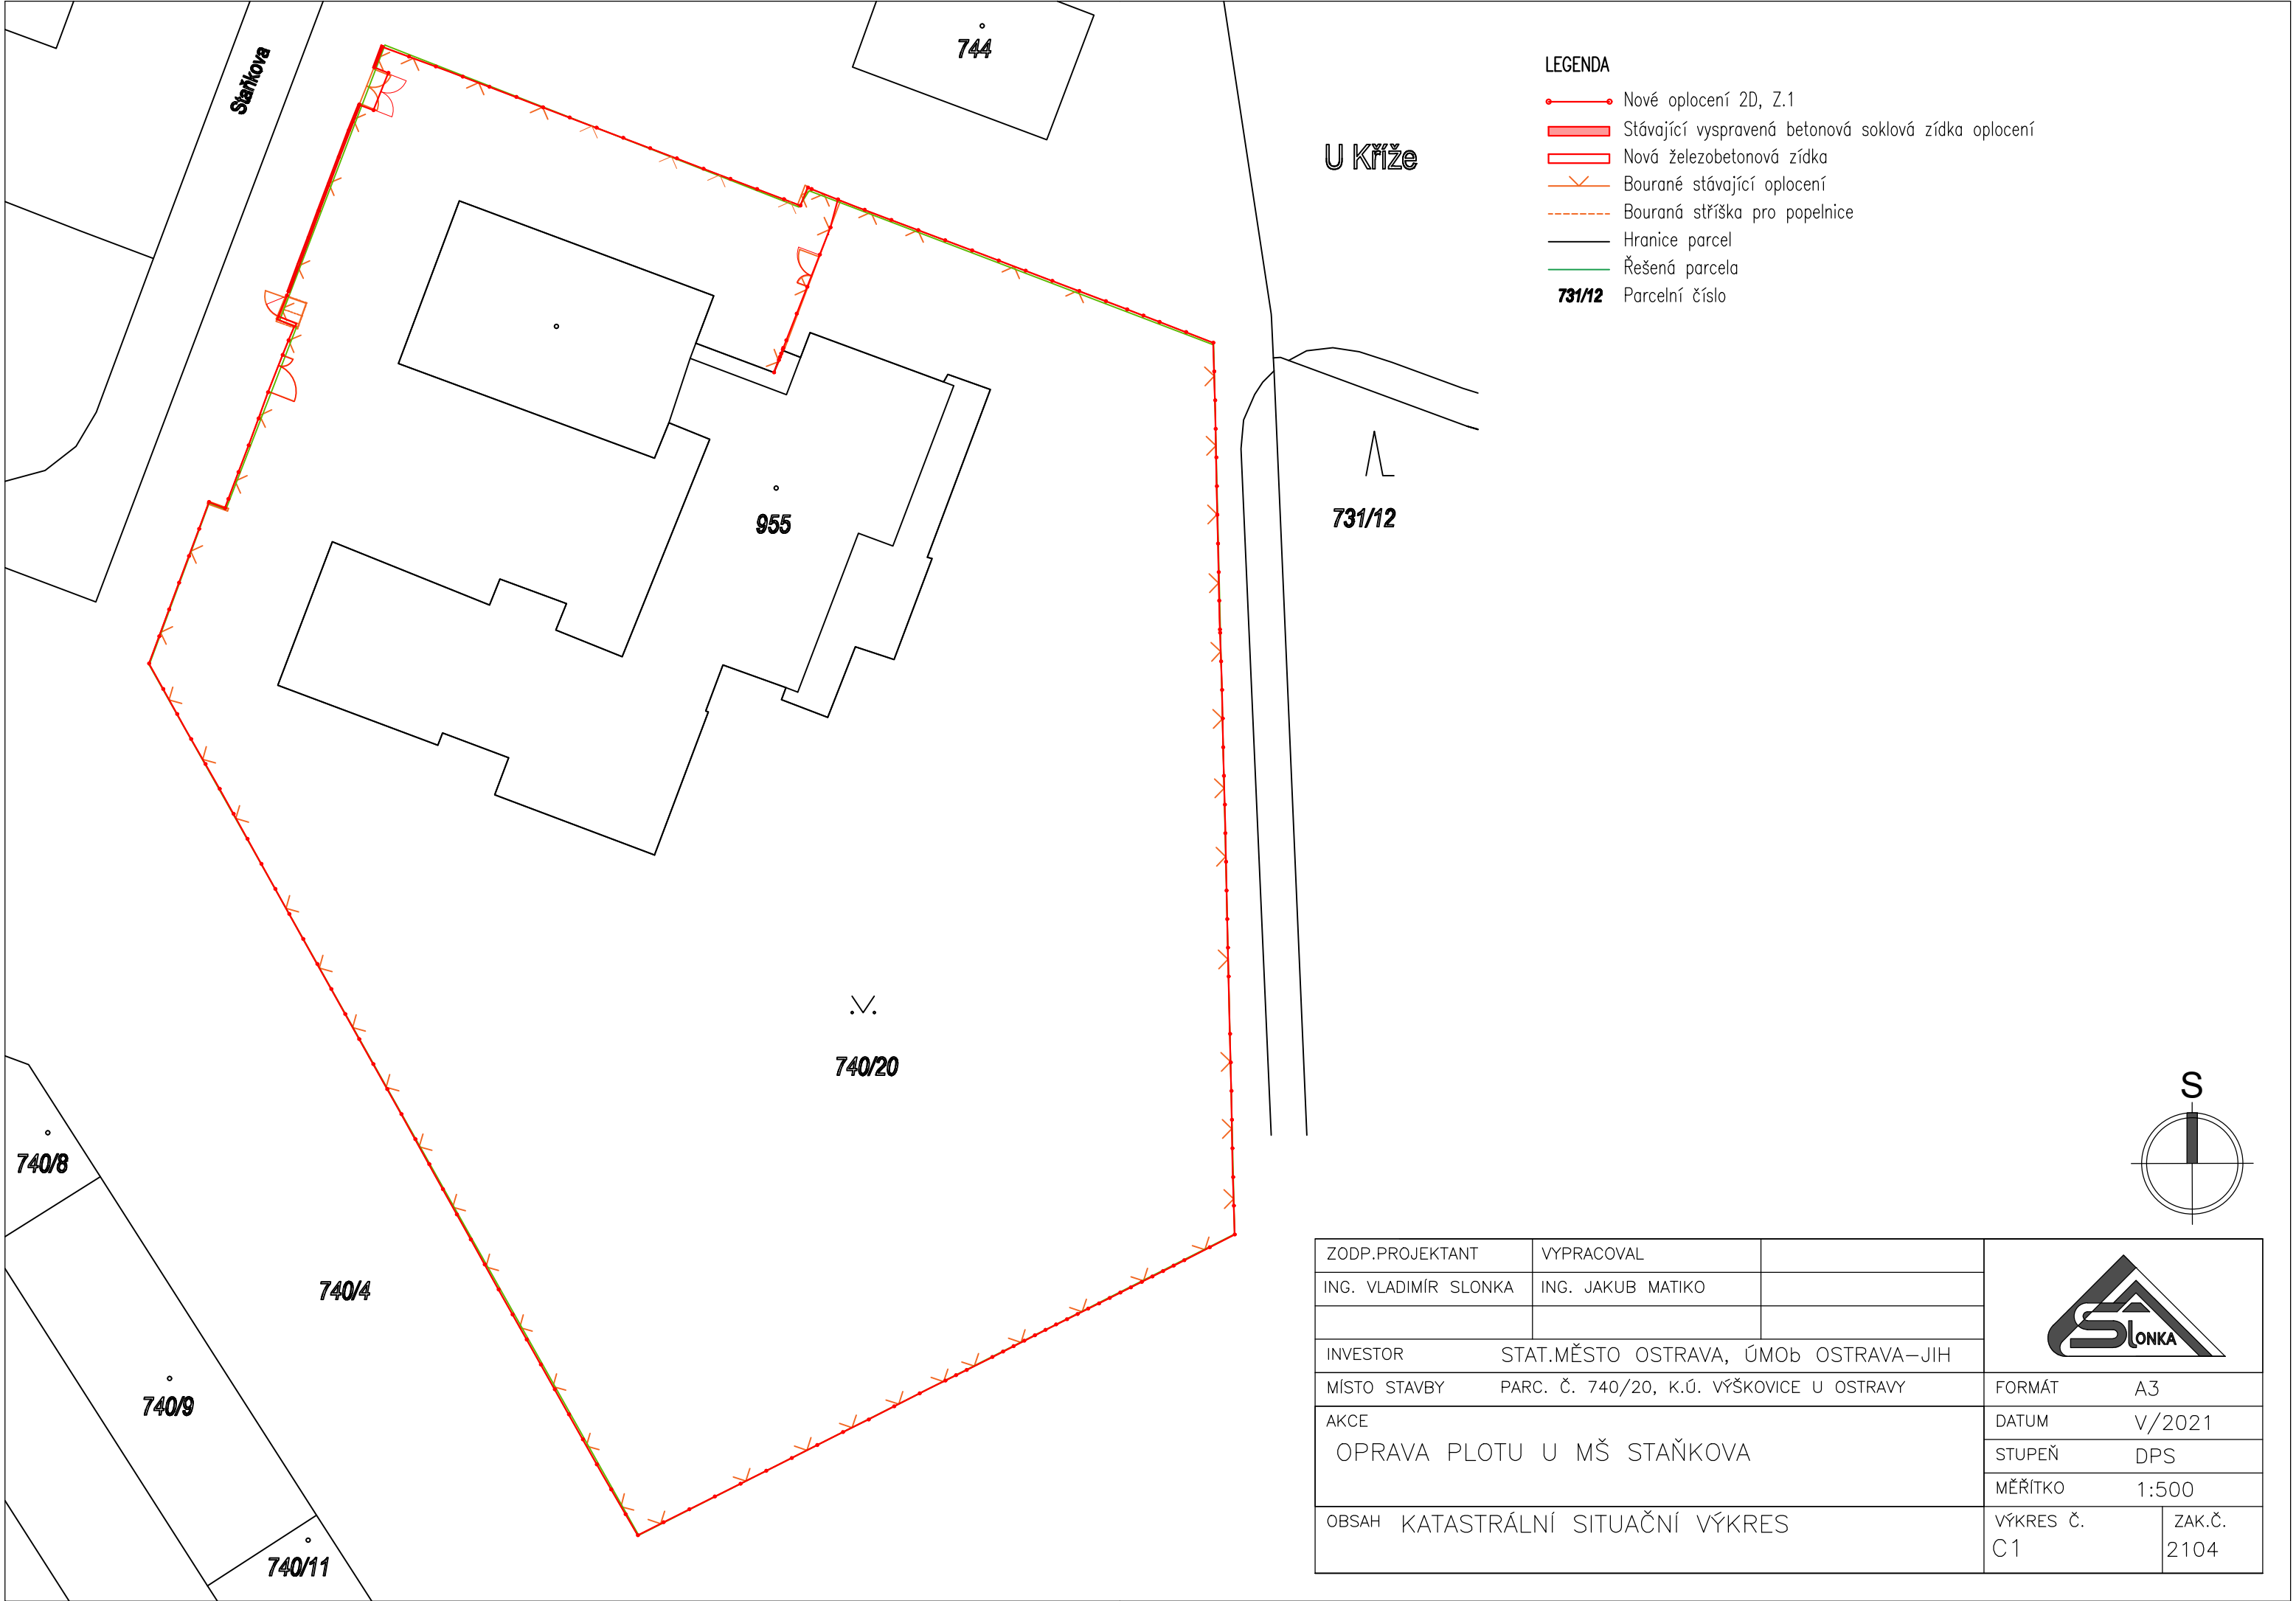 Staňkova
744
U Kříže
LEGENDA
Nové oplocení 2D, Z.1
Stávající vyspravená betonová soklová zídka oplocení
Nová železobetonová zídka
Bourané stávající oplocení
Bouraná stříška pro popelnice
Hranice parcel
Řešená parcela
731/12 Parcelní číslo
955
731/12
740/20
740/8
740/4
740/9
740/11
S
ZODP.PROJEKTANT VYPRACOVAL
ING. VLADIMÍR SLONKA ING. JAKUB MATIKO
SLONKA
INVESTOR STAT.MĚSTO OSTRAVA, ÚMOb OSTRAVA–JIH
MÍSTO STAVBY PARC. Č. 740/20, K.Ú. VÝŠKOVICE U OSTRAVY
FORMÁT A3
AKCE
OPRAVA PLOTU U MŠ STAŇKOVA
DATUM V/2021
STUPEŇ DPS
MĚŘÍTKO 1:500
OBSAH KATASTRÁLNÍ SITUAČNÍ VÝKRES
VÝKRES Č.
C1
ZAK.Č.
2104